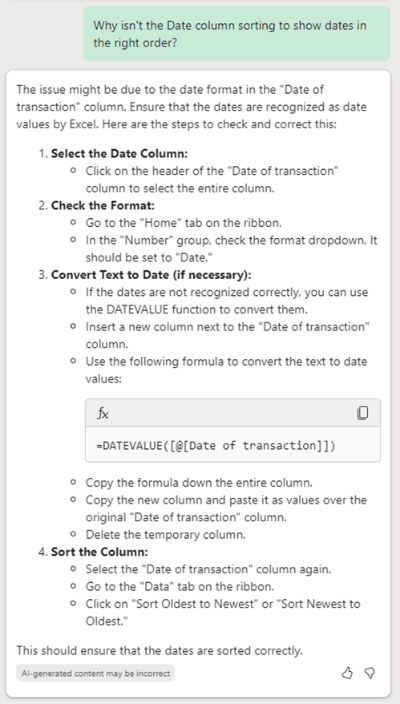 Why isn't the Date column sorting to show dates in
the right order?
The issue might be due to the date format in the "Date of
transaction" column. Ensure that the dates are recognized as date
values by Excel. Here are the steps to check and correct this:
1. Select the Date Column:
Click on the header of the "Date of transaction"
column to select the entire column.
2. Check the Format:
Go to the "Home" tab on the ribbon.
In the "Number" group, check the format dropdown. It
should be set to "Date."
3. Convert Text to Date (if necessary):
If the dates are not recognized correctly, you can use
the DATEVALUE function to convert them.
Insert a new column next to the "Date of transaction"
column.
Use the following formula to convert the text to date
values:
fx
=DATEVALUE([@[Date of transaction]])
Copy the formula down the entire column.
Copy the new column and paste it as values over the
original "Date of transaction" column.
Delete the temporary column.
4. Sort the Column:
Select the "Date of transaction" column again.
Go to the "Data" tab on the ribbon.
Click on "Sort Oldest to Newest" or "Sort Newest to
Oldest."
This should ensure that the dates are sorted correctly.
AI-generated content may be incorrect